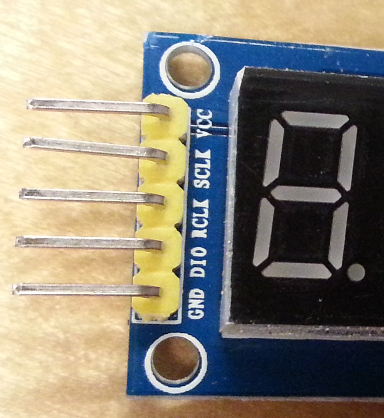 GND DIO RCLK SCLK VCC